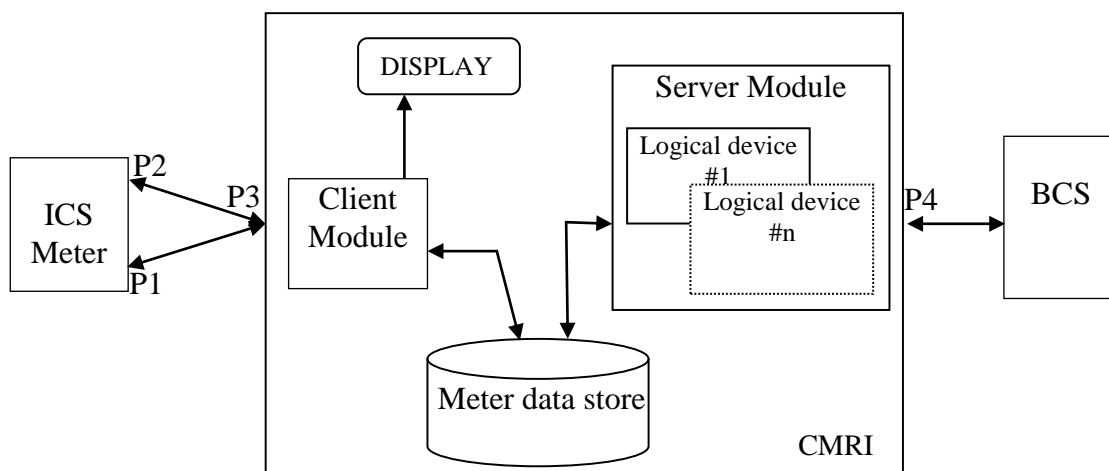 DISPLAY
Server Module
Logical device
#1
Logical device
#n
P2
P3
ICS
Meter
P1
Client
Module
P4
BCS
Meter data store
CMRI